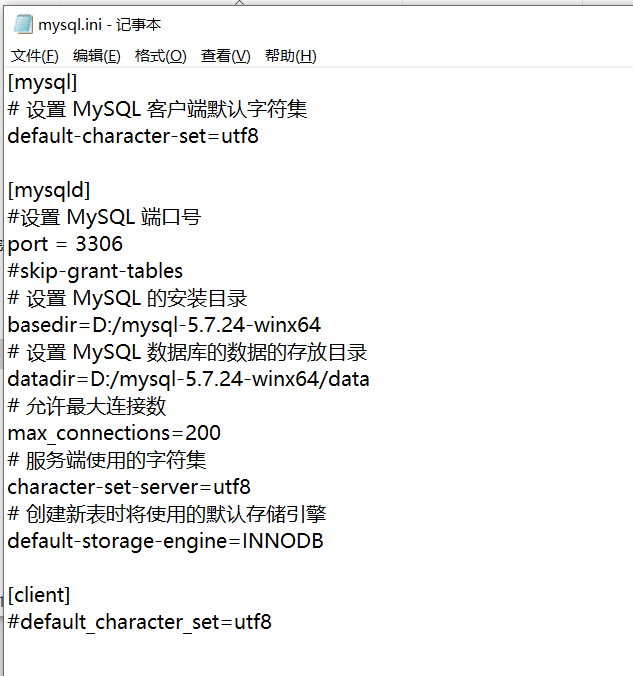 mysql.ini - 记事本
文件(F) 编辑(E) 格式(O) 查看(V) 帮助(H)
[mysql]
# 设置 MySQL 客户端默认字符集
default-character-set=utf8
[mysqld]
#设置 MySQL 端口号
port = 3306
#skip-grant-tables
# 设置 MySQL 的安装目录
basedir=D:/mysql-5.7.24-winx64
# 设置 MySQL 数据库的数据的存放目录
datadir=D:/mysql-5.7.24-winx64/data
# 允许最大连接数
max_connections=200
# 服务端使用的字符集
character-set-server=utf8
# 创建新表时将使用的默认存储引擎
default-storage-engine=INNODB
[client]
#default_character_set=utf8